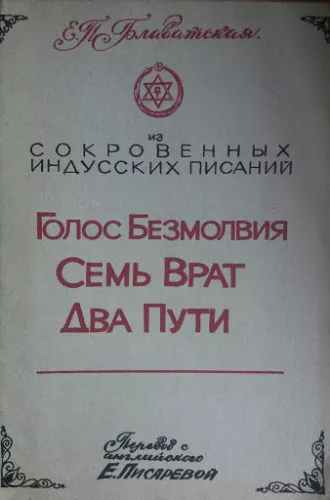 Е.П. Блаватская.
из
СОКРОВЕННЫХ
ИНДУССКИХ ПИСАНИЙ
Голос Безмолвия
Семь Врат
Два Пути
Перевод с
английского
Е. Писаревой